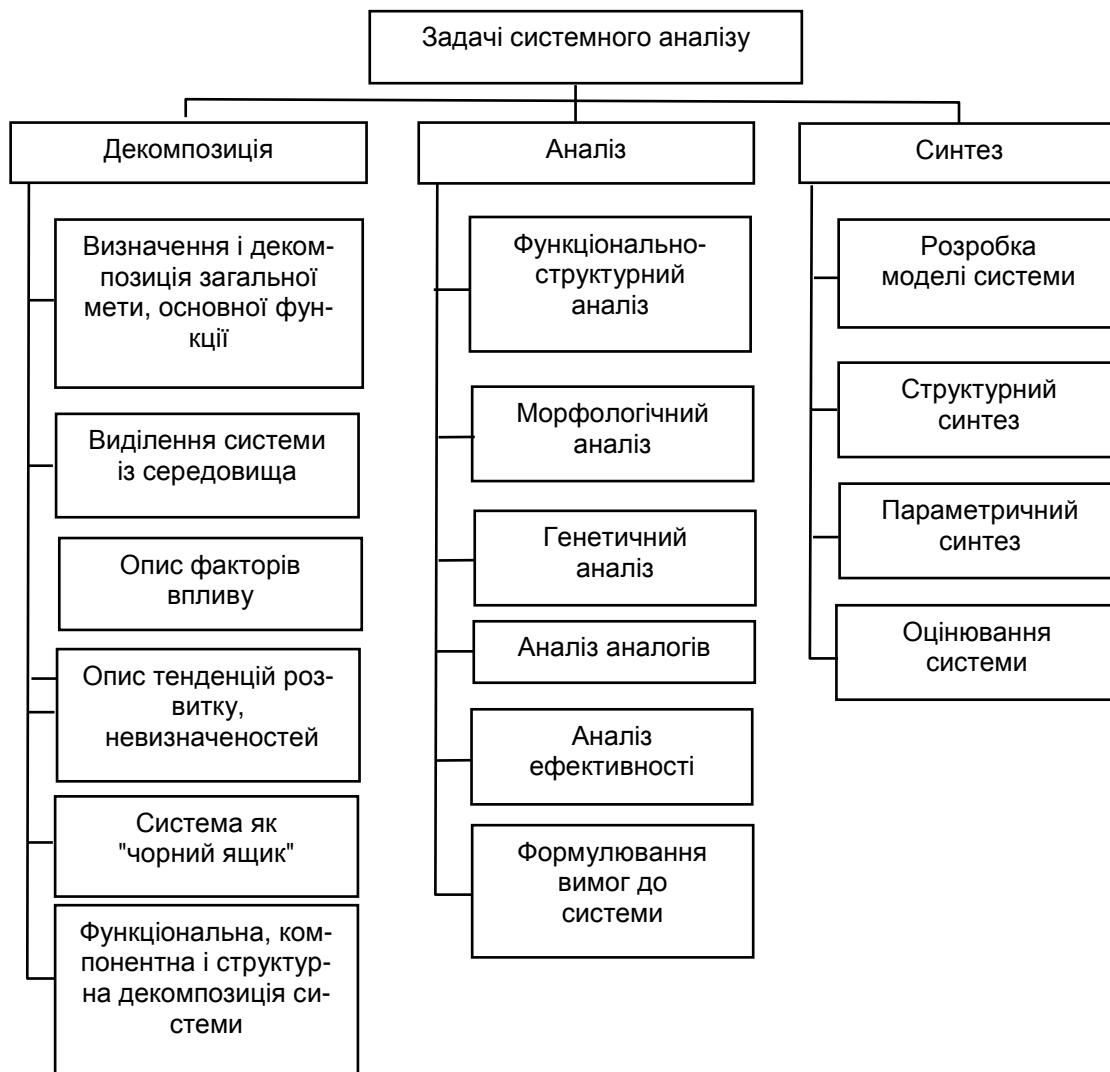 Задачі системного аналізу
Декомпозиція
Визначення і деком-
позиція загальної
мети, основної фун-
кції
Виділення системи
із середовища
Опис факторів
впливу
Опис тенденцій роз-
витку,
невизначеностей
Система як
"чорний ящик"
Функціональна, ком-
понентна і структур-
на декомпозиція си-
стеми
Аналіз
Функціонально-
структурний
аналіз
Морфологічний
аналіз
Генетичний
аналіз
Аналіз аналогів
Аналіз
ефективності
Формулювання
вимог до
системи
Синтез
Розробка
моделі системи
Структурний
синтез
Параметричний
синтез
Оцінювання
системи